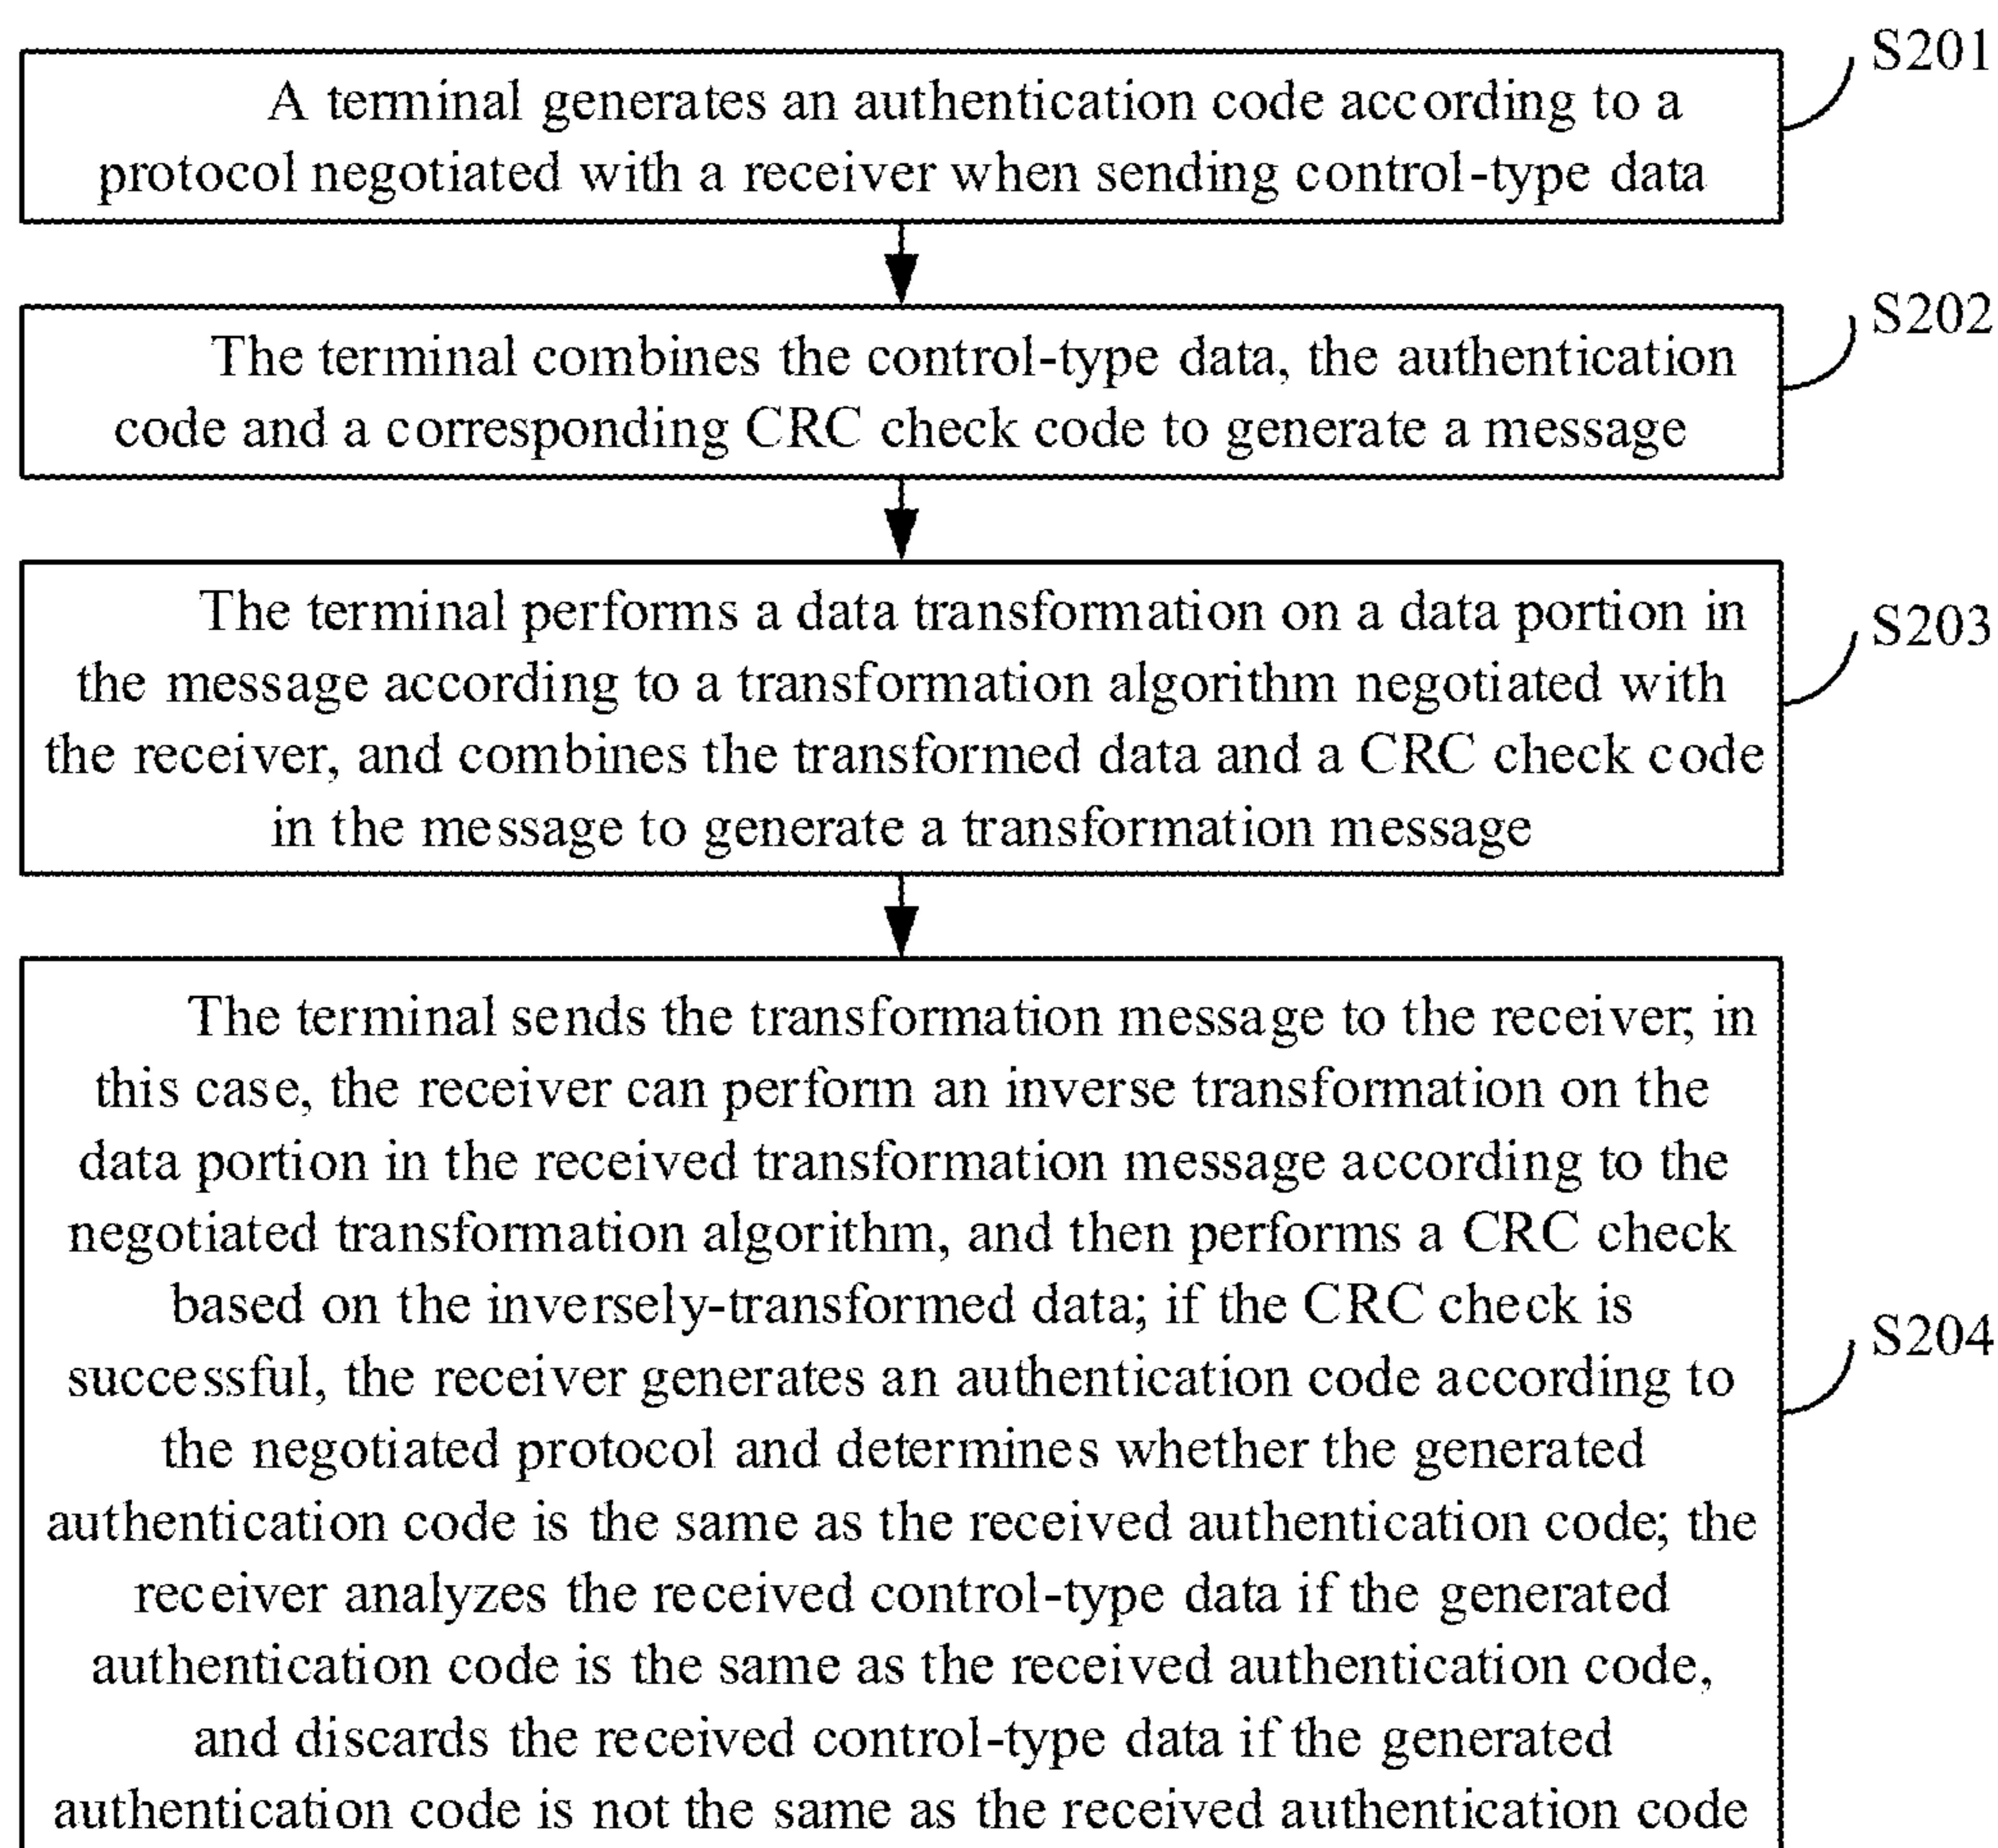 S201
A terminal generates an authentication code according to a
protocol negotiated with a receiver when sending control-type data
S202
The terminal combines the control-type data, the authentication
code and a corresponding CRC check code to generate a message
S203
The terminal performs a data transformation on a data portion in
the message according to a transformation algorithm negotiated with
the receiver, and combines the transformed data and a CRC check code
in the message to generate a transformation message
The terminal sends the transformation message to the receiver; in
this case, the receiver can perform an inverse transformation on the
data portion in the received transformation message according to the
negotiated transformation algorithm, and then performs a CRC check
based on the inversely-transformed data; if the CRC check is
successful, the receiver generates an authentication code according to
the negotiated protocol and determines whether the generated
authentication code is the same as the received authentication code; the
receiver analyzes the received control-type data if the generated
authentication code is the same as the received authentication code,
and discards the received control-type data if the generated
authentication code is not the same as the received authentication code
S204